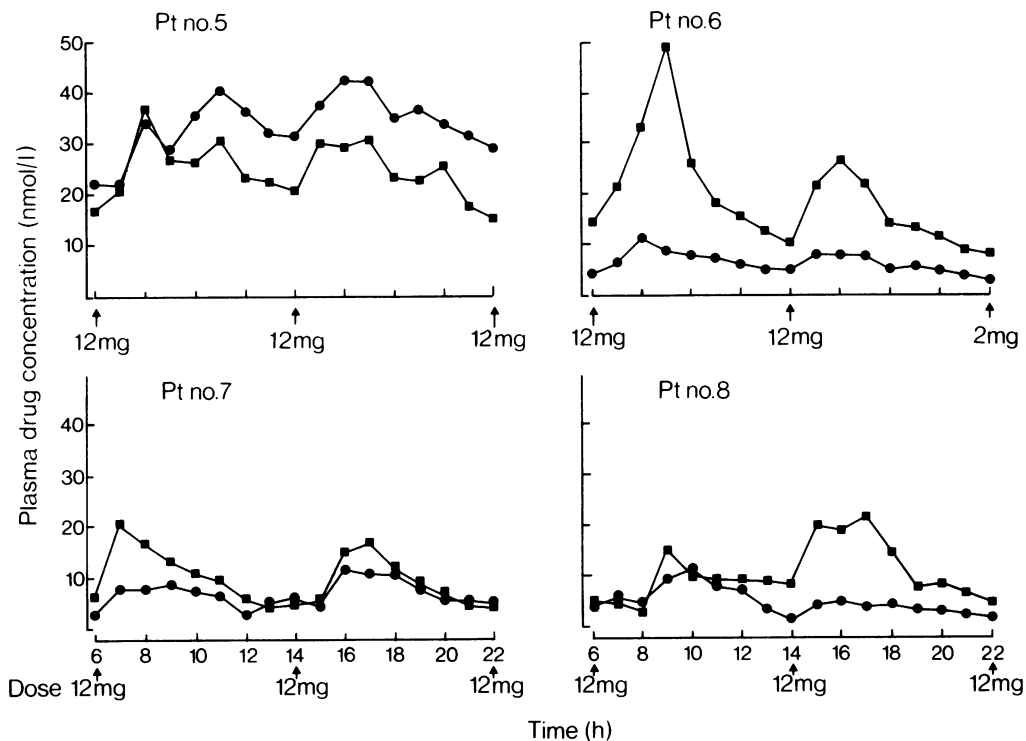 Pt no.5
Pt no.6
50
40
30
20
10
12mg
12mg
12mg
12mg
12mg
2mg
Plasma drug concentration (nmol/l)
Pt no.7
Pt no.8
40
30
20
10
6 8 10 12 14 16 18 20 22
6 8 10 12 14 16 18 20 22
Dose 12mg 12mg 12mg
12mg 12mg 12mg
Time (h)